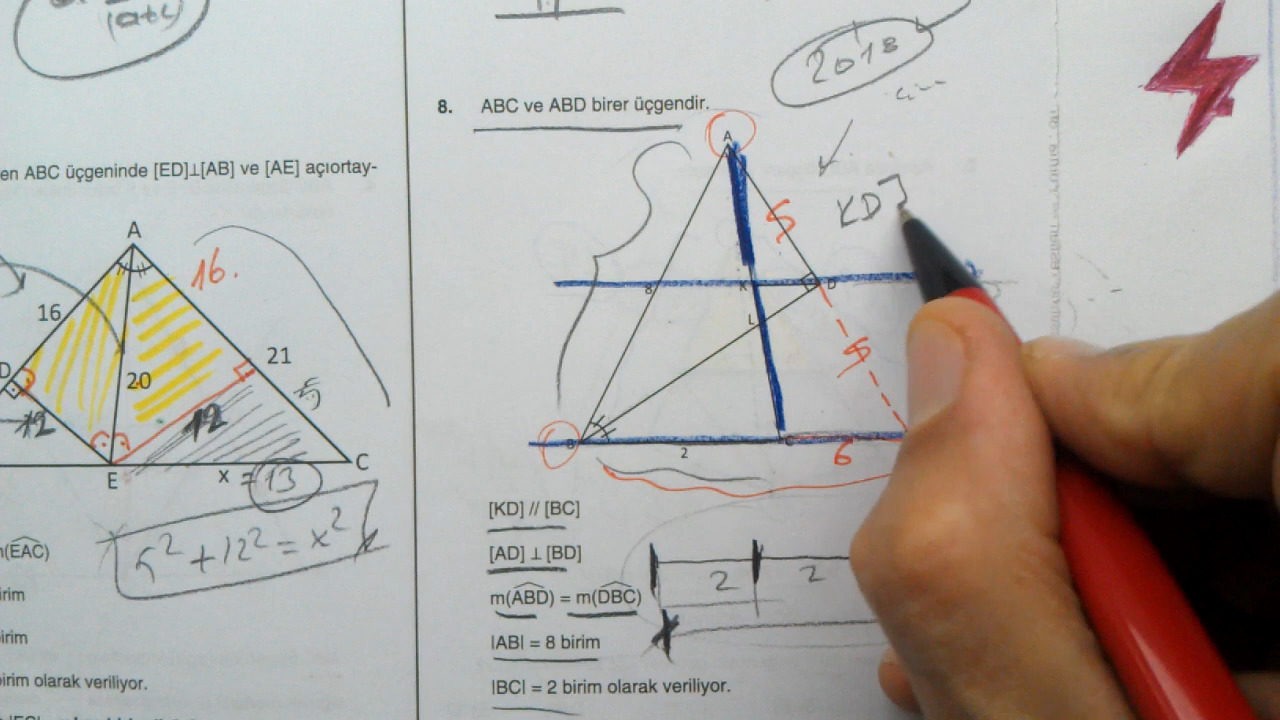 (a+c)
en ABC üçgeninde [ED]⊥[AB] ve [AE] açıortay-
A
16.
16
D
20
21
5
12
12
E
x = 13
C
5² + 12² = x²
m(EAC)
birim
birim
birim olarak veriliyor.
2018
8. ABC ve ABD birer üçgendir.
A
5
KD]
8
K
D
L
5
B
2
C
6
[KD] // [BC]
[AD] ⊥ [BD]
m(ABD) = m(DBC)
|AB| = 8 birim
|BC| = 2 birim olarak veriliyor.
2
2